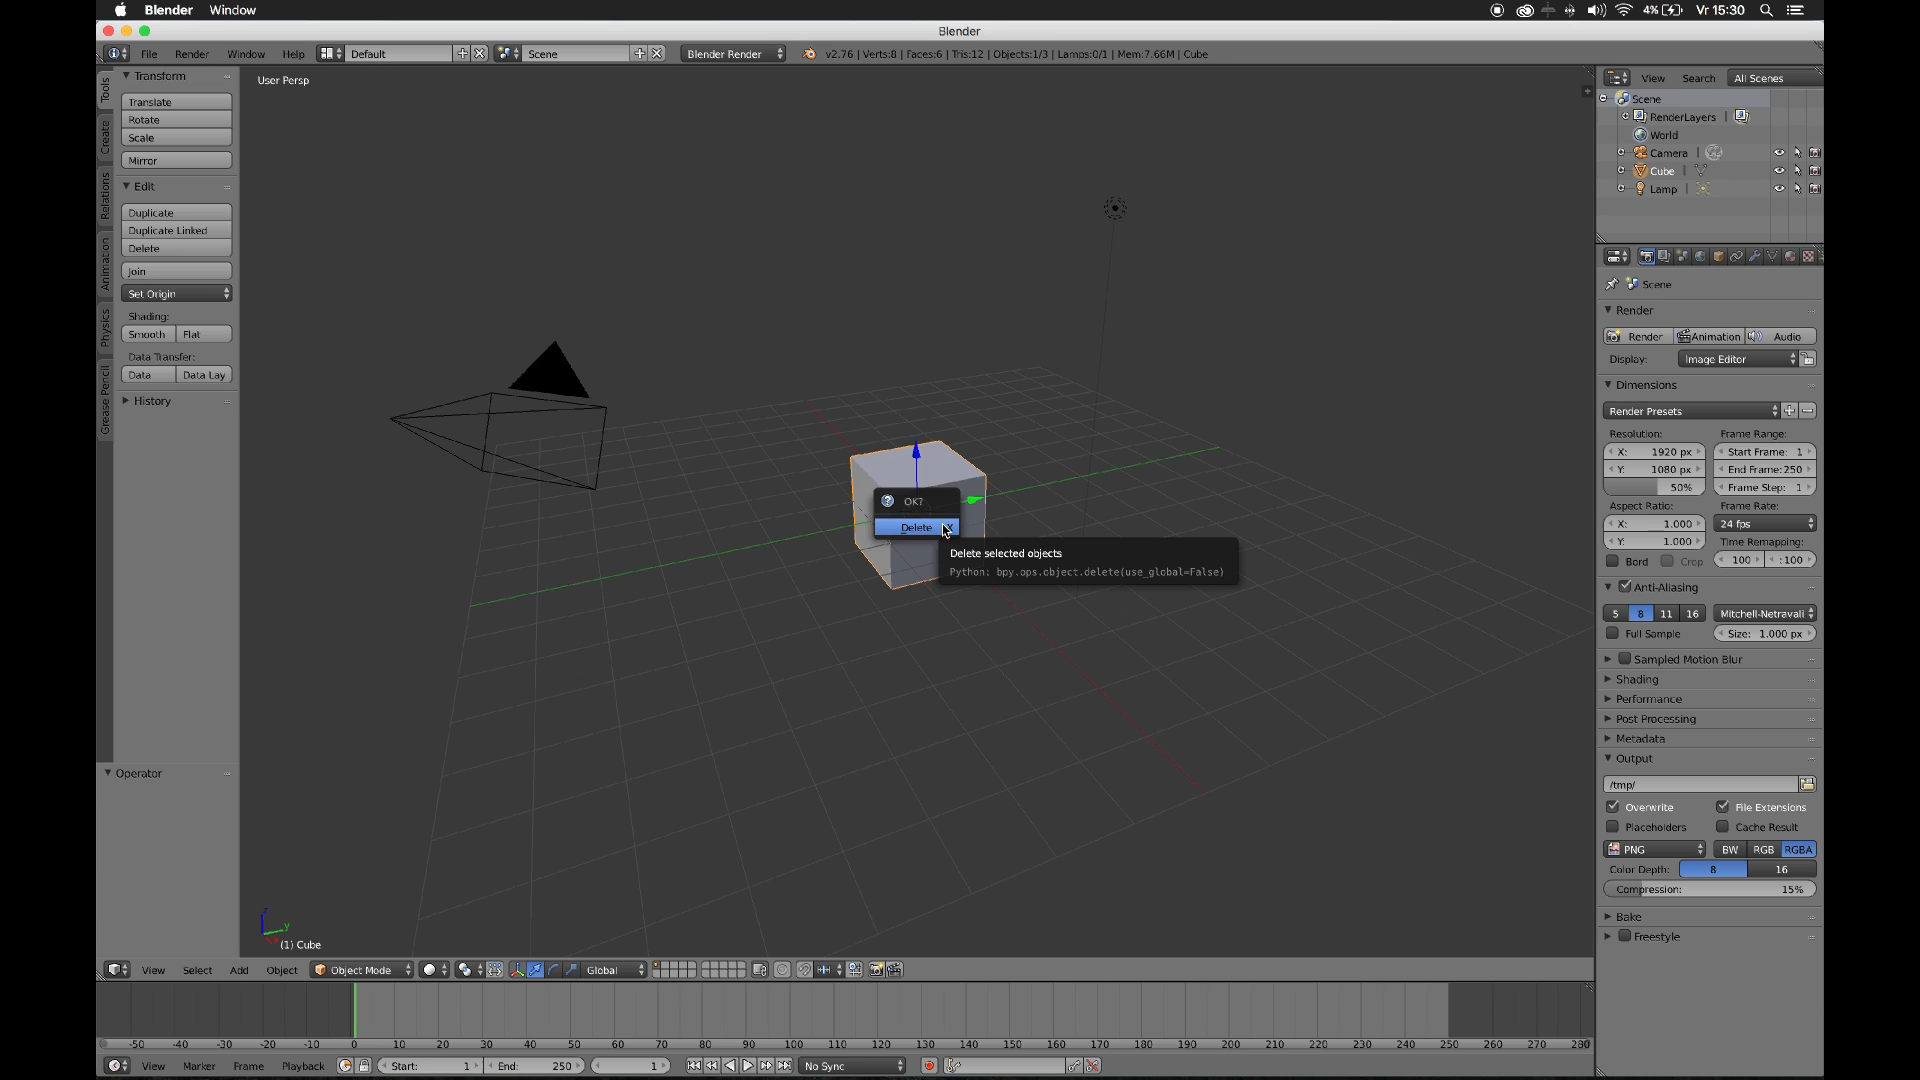 Blender Window 4% Vr 15:30
Blender
File Render Window Help Default Scene Blender Render v2.76 | Verts:8 | Faces:6 | Tris:12 | Objects:1/3 | Lamps:0/1 | Mem:7.66M | Cube
Tools
Create
Relations
Animation
Physics
Grease Pencil
Transform
Translate
Rotate
Scale
Mirror
Edit
Duplicate
Duplicate Linked
Delete
Join
Set Origin
Shading:
Smooth Flat
Data Transfer:
Data Data Lay
History
Operator
User Persp
OK?
Delete X
Delete selected objects
Python: bpy.ops.object.delete(use_global=False)
z
y
x
(1) Cube
View Search All Scenes
Scene
RenderLayers |
World
Camera |
Cube |
Lamp |
Scene
Render
Render Animation Audio
Display: Image Editor
Dimensions
Render Presets
Resolution: Frame Range:
X: 1920 px Start Frame: 1
Y: 1080 px End Frame:250
50% Frame Step: 1
Aspect Ratio: Frame Rate:
X: 1.000 24 fps
Y: 1.000 Time Remapping:
Bord Crop 100 :100
Anti-Aliasing
5 8 11 16 Mitchell-Netravali
Full Sample Size: 1.000 px
Sampled Motion Blur
Shading
Performance
Post Processing
Metadata
Output
/tmp/
Overwrite File Extensions
Placeholders Cache Result
PNG BW RGB RGBA
Color Depth: 8 16
Compression: 15%
Bake
Freestyle
View Select Add Object Object Mode Global
-50 -40 -30 -20 -10 0 10 20 30 40 50 60 70 80 90 100 110 120 130 140 150 160 170 180 190 200 210 220 230 240 250 260 270 280
View Marker Frame Playback Start: 1 End: 250 1 No Sync